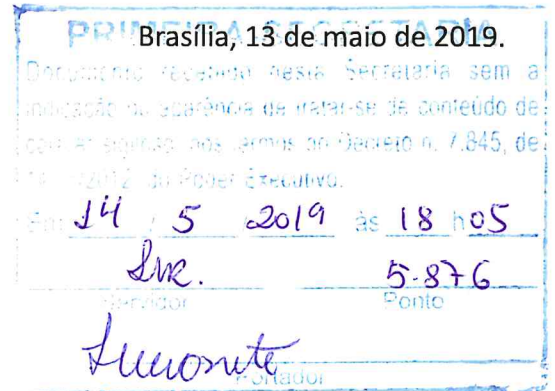 PRIMEIRA SECRETARIA
Brasília, 13 de maio de 2019.
Documento recebido nesta Secretaria sem a
indicação ou aparência de tratar-se de conteúdo de
caráter sigiloso, nos termos do Decreto n. 7.845, de
/2012, do Poder Executivo.
Em 14 / 5 2019 às 18 h 05
5.876
Servidor Ponto
Portador